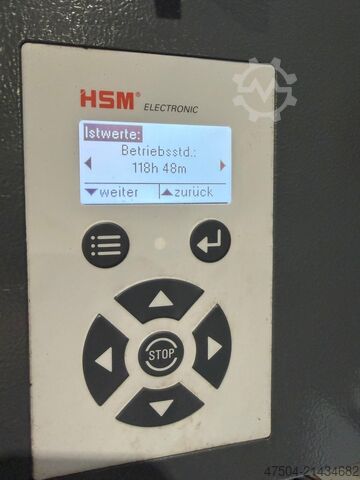 HSM® ELECTRONIC
Istwerte:
Betriebsstd.:
118h 48m
weiter zurück
STOP
47504-21434682